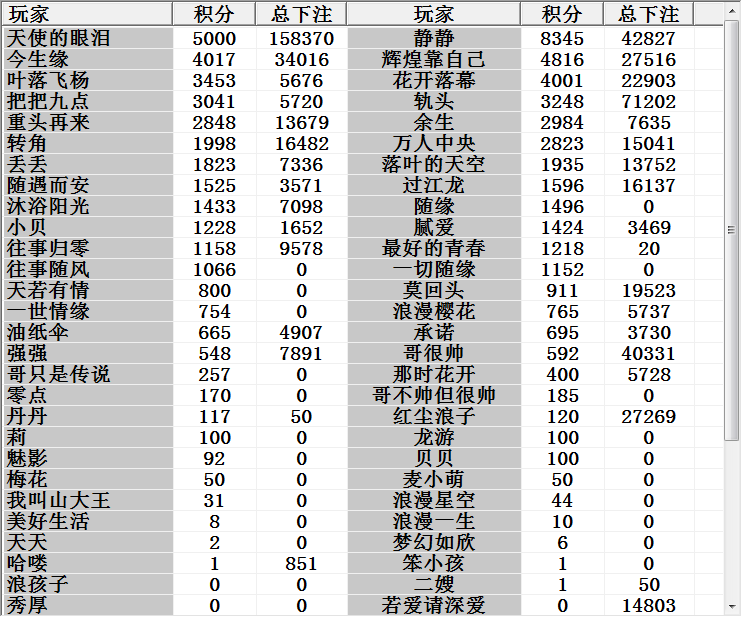 玩家 积分 总下注 玩家 积分 总下注
天使的眼泪 5000 158370 静静 8345 42827
今生缘 4017 34016 辉煌靠自己 4816 27516
叶落飞杨 3453 5676 花开落幕 4001 22903
把把九点 3041 5720 轨头 3248 71202
重头再来 2848 13679 余生 2984 7635
转角 1998 16482 万人中央 2823 15041
丢丢 1823 7336 落叶的天空 1935 13752
随遇而安 1525 3571 过江龙 1596 16137
沐浴阳光 1433 7098 随缘 1496 0
小贝 1228 1652 腻爱 1424 3469
往事归零 1158 9578 最好的青春 1218 20
往事随风 1066 0 一切随缘 1152 0
天若有情 800 0 莫回头 911 19523
一世情缘 754 0 浪漫樱花 765 5737
油纸伞 665 4907 承诺 695 3730
强强 548 7891 哥很帅 592 40331
哥只是传说 257 0 那时花开 400 5728
零点 170 0 哥不帅但很帅 185 0
丹丹 117 50 红尘浪子 120 27269
莉 100 0 龙游 100 0
魅影 92 0 贝贝 100 0
梅花 50 0 麦小萌 50 0
我叫山大王 31 0 浪漫星空 44 0
美好生活 8 0 浪漫一生 10 0
天天 2 0 梦幻如欣 6 0
哈喽 1 851 笨小孩 1 0
浪孩子 0 0 二嫂 1 50
秀厚 0 0 若爱请深爱 0 14803